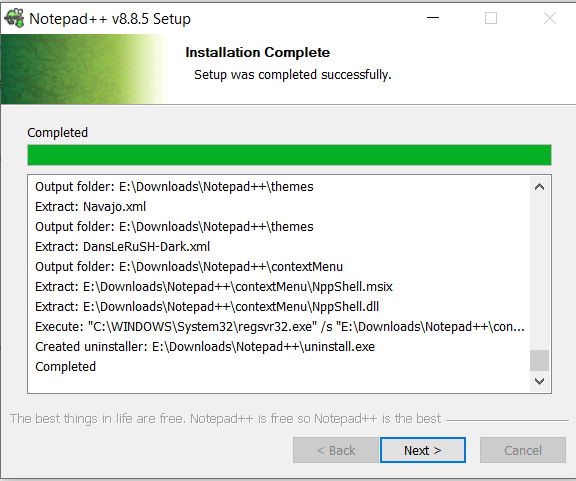 Notepad++ v8.8.5 Setup
Installation Complete
Setup was completed successfully.
Completed
Output folder: E:\Downloads\Notepad++\themes
Extract: Navajo.xml
Output folder: E:\Downloads\Notepad++\themes
Extract: DansLeRuSH-Dark.xml
Output folder: E:\Downloads\Notepad++\contextMenu
Extract: E:\Downloads\Notepad++\contextMenu\NppShell.msix
Extract: E:\Downloads\Notepad++\contextMenu\NppShell.dll
Execute: "C:\WINDOWS\System32\regsvr32.exe" /s "E:\Downloads\Notepad++\con...
Created uninstaller: E:\Downloads\Notepad++\uninstall.exe
Completed
The best things in life are free. Notepad++ is free so Notepad++ is the best
< Back
Next >
Cancel